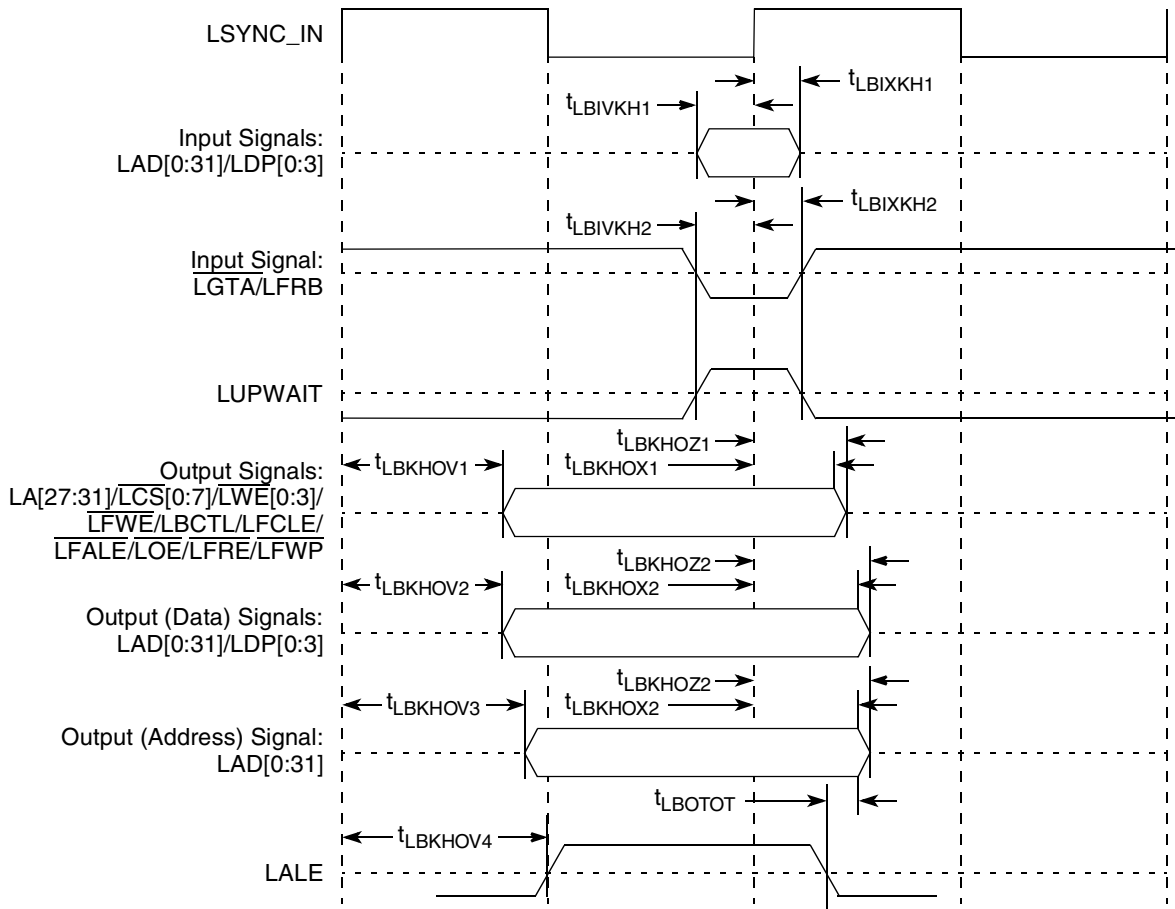 LSYNC_IN
tLBIXKH1
tLBIVKH1
Input Signals:
LAD[0:31]/LDP[0:3]
tLBIXKH2
tLBIVKH2
Input Signal:
LGTA/LFRB
LUPWAIT
tLBKHOZ1
tLBKHOV1
tLBKHOX1
Output Signals:
LA[27:31]/LCS[0:7]/LWE[0:3]/
LFWE/LBCTL/LFCLE/
LFALE/LOE/LFRE/LFWP
tLBKHOZ2
tLBKHOV2
tLBKHOX2
Output (Data) Signals:
LAD[0:31]/LDP[0:3]
tLBKHOZ2
tLBKHOV3
tLBKHOX2
Output (Address) Signal:
LAD[0:31]
tLBOTOT
tLBKHOV4
LALE